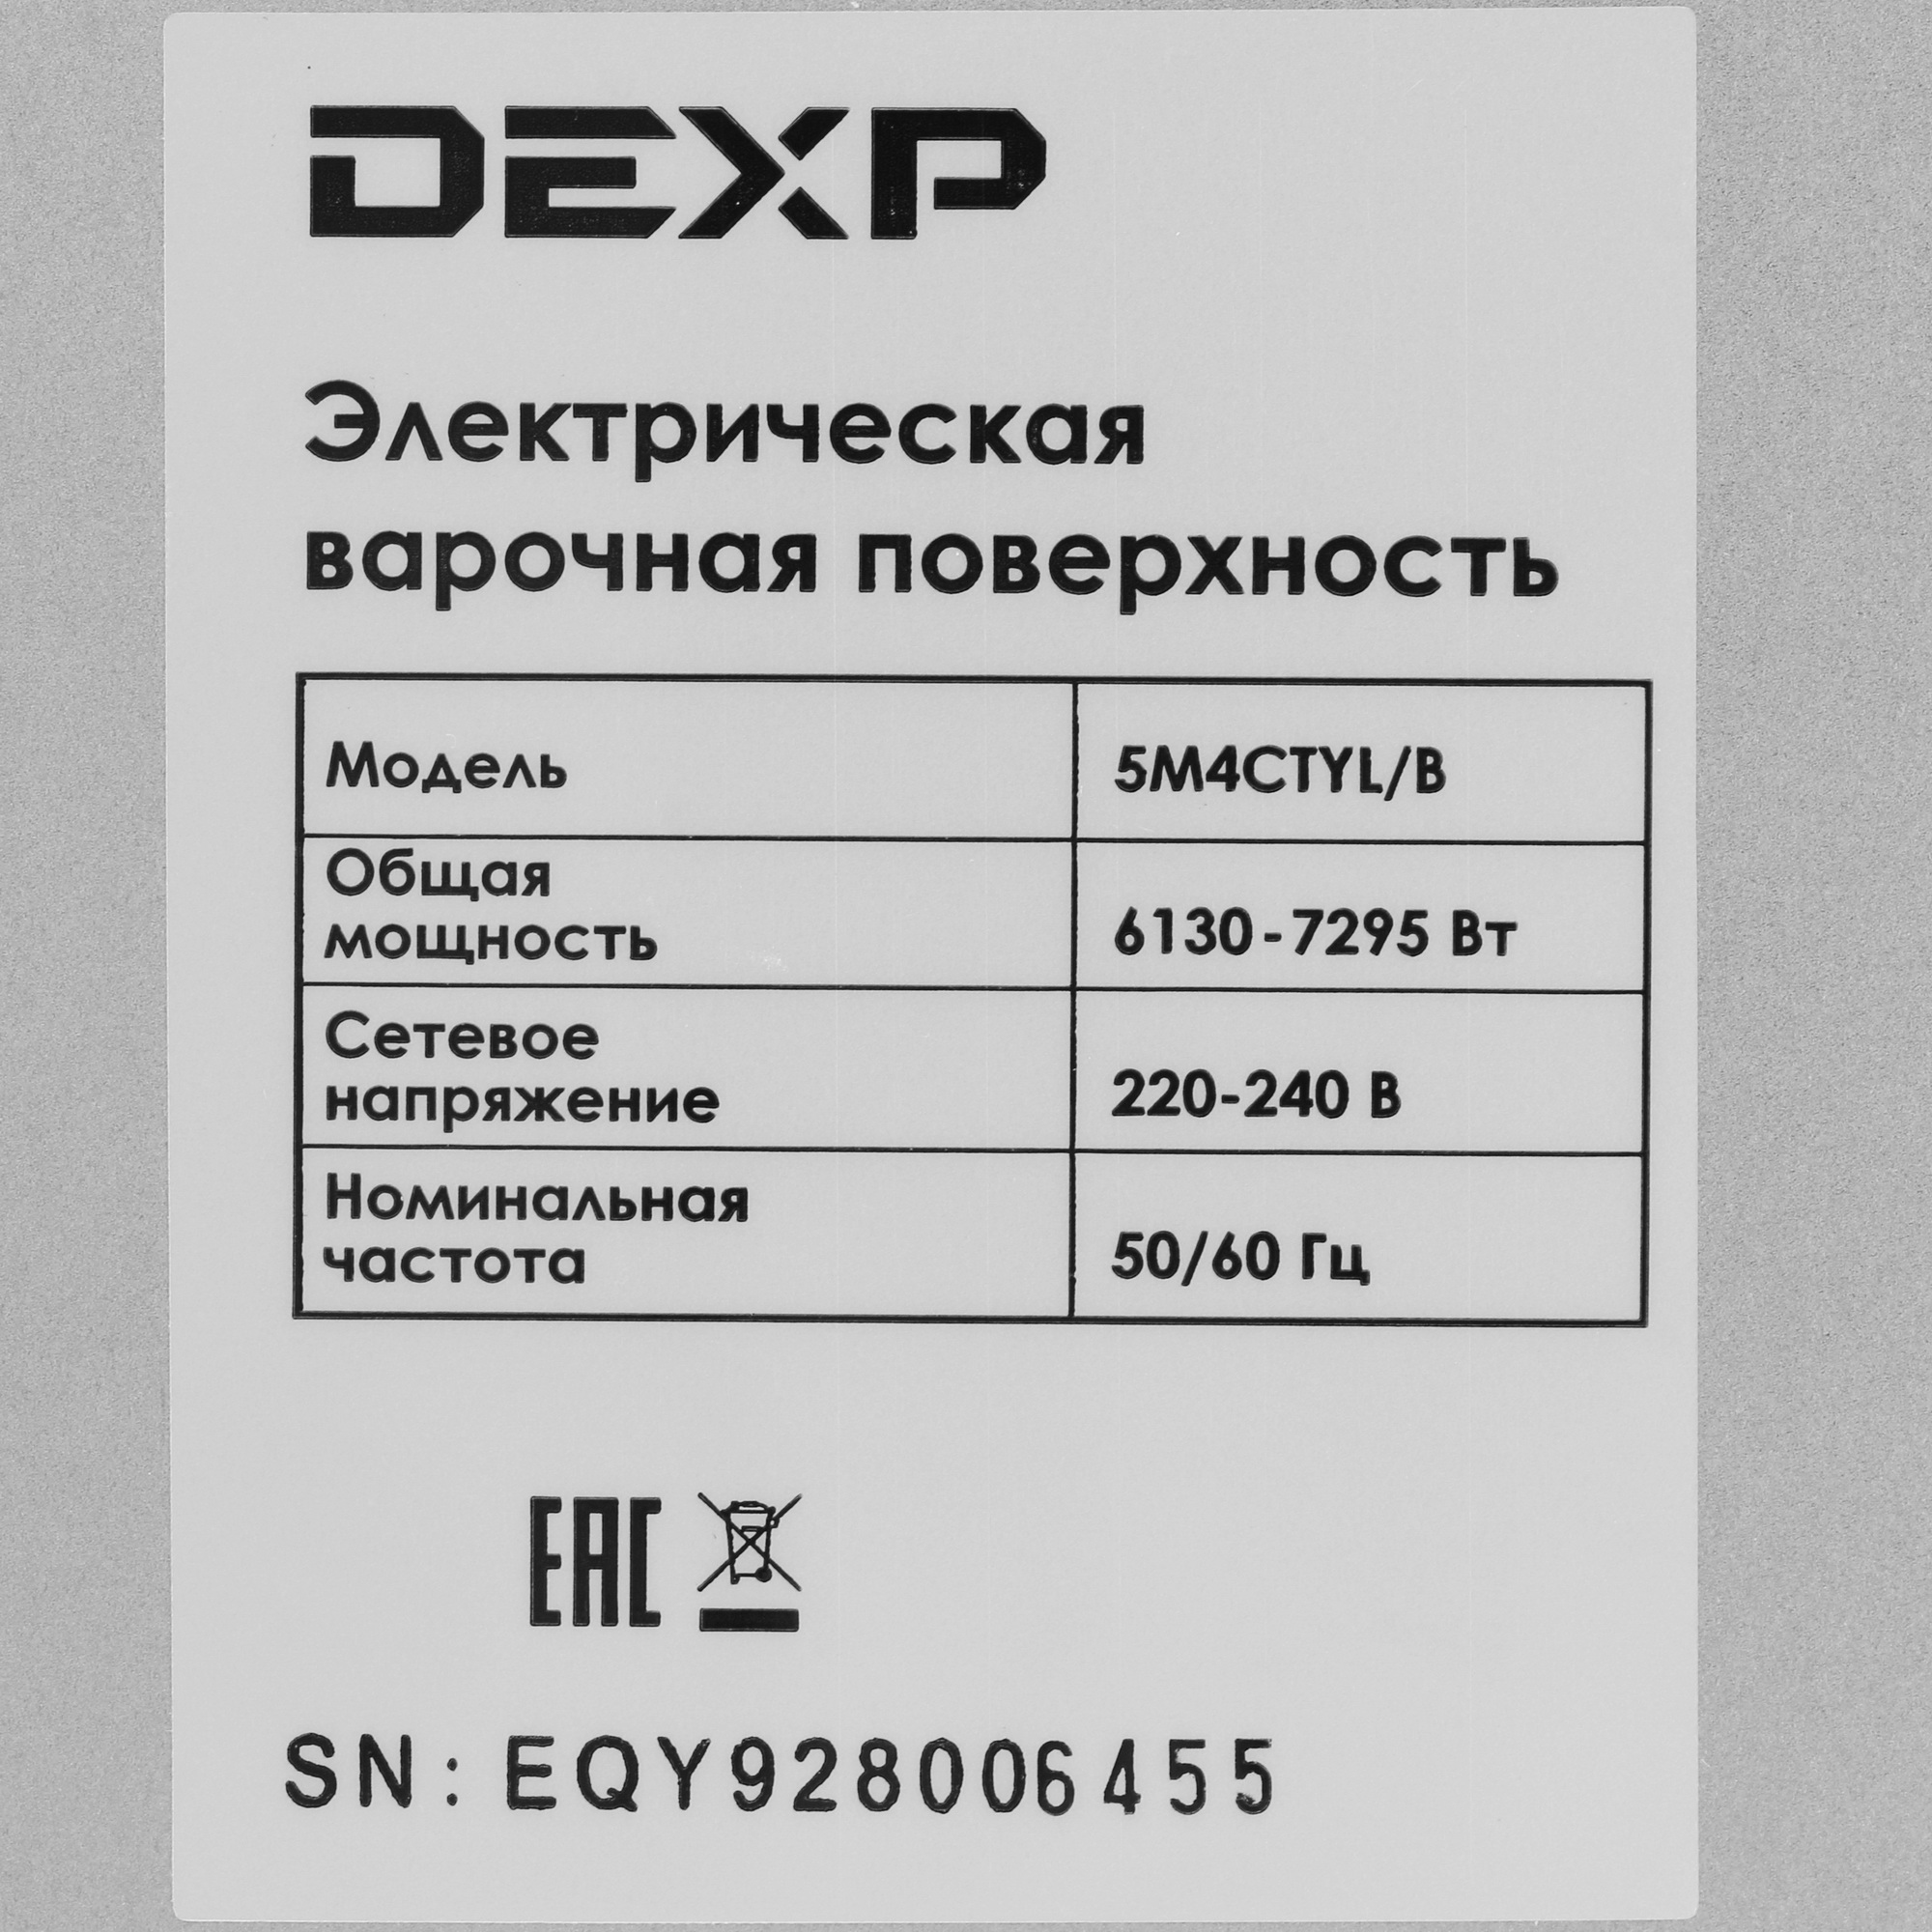 DEXP
Электрическая
варочная поверхность
Модель 5M4CTYL/B
Общая
мощность 6130-7295 Вт
Сетевое
напряжение 220-240 В
Номинальная
частота 50/60 Гц
EAC
SN: EQY928006455